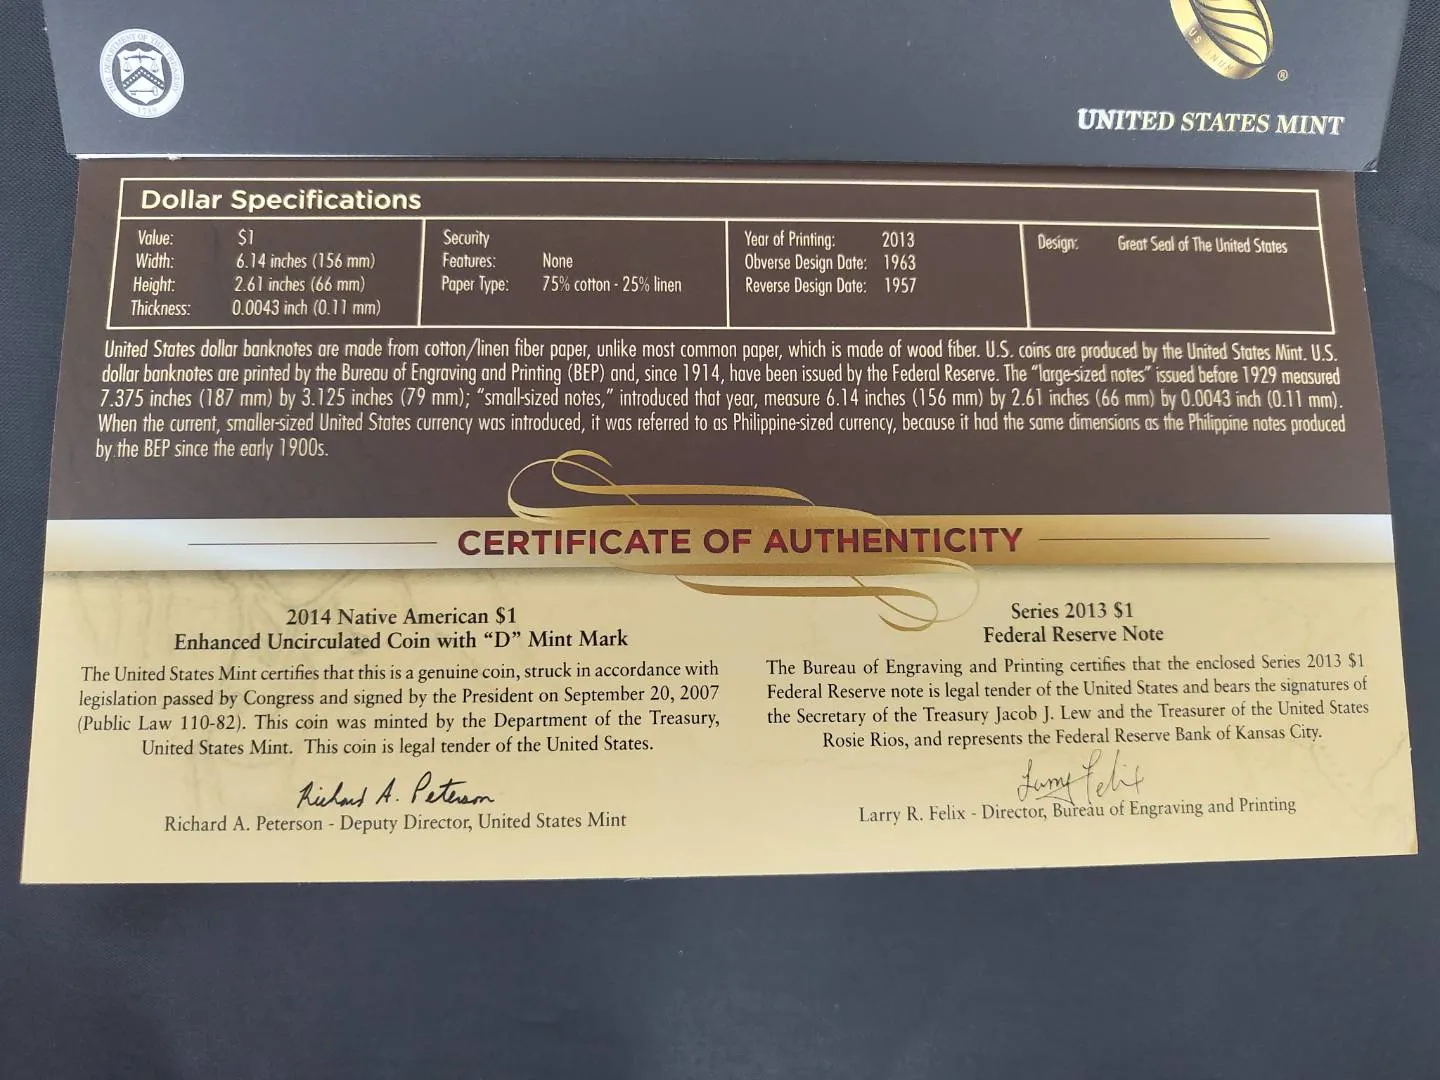 THE DEPARTMENT OF THE TREASURY
1789
®
UNITED STATES MINT
Dollar Specifications
Value: $1
Width: 6.14 inches (156 mm)
Height: 2.61 inches (66 mm)
Thickness: 0.0043 inch (0.11 mm)
Security
Features: None
Paper Type: 75% cotton - 25% linen
Year of Printing: 2013
Obverse Design Date: 1963
Reverse Design Date: 1957
Design: Great Seal of The United States
United States dollar banknotes are made from cotton/linen fiber paper, unlike most common paper, which is made of wood fiber. U.S. coins are produced by the United States Mint. U.S.
dollar banknotes are printed by the Bureau of Engraving and Printing (BEP) and, since 1914, have been issued by the Federal Reserve. The "large-sized notes" issued before 1929 measured
7.375 inches (187 mm) by 3.125 inches (79 mm); "small-sized notes," introduced that year, measure 6.14 inches (156 mm) by 2.61 inches (66 mm) by 0.0043 inch (0.11 mm).
When the current, smaller-sized United States currency was introduced, it was referred to as Philippine-sized currency, because it had the same dimensions as the Philippine notes produced
by the BEP since the early 1900s.
CERTIFICATE OF AUTHENTICITY
2014 Native American $1
Enhanced Uncirculated Coin with "D" Mint Mark
The United States Mint certifies that this is a genuine coin, struck in accordance with
legislation passed by Congress and signed by the President on September 20, 2007
(Public Law 110-82). This coin was minted by the Department of the Treasury,
United States Mint. This coin is legal tender of the United States.
Richard A. Peterson
Richard A. Peterson - Deputy Director, United States Mint
Series 2013 $1
Federal Reserve Note
The Bureau of Engraving and Printing certifies that the enclosed Series 2013 $1
Federal Reserve note is legal tender of the United States and bears the signatures of
the Secretary of the Treasury Jacob J. Lew and the Treasurer of the United States
Rosie Rios, and represents the Federal Reserve Bank of Kansas City.
Larry Felix
Larry R. Felix - Director, Bureau of Engraving and Printing